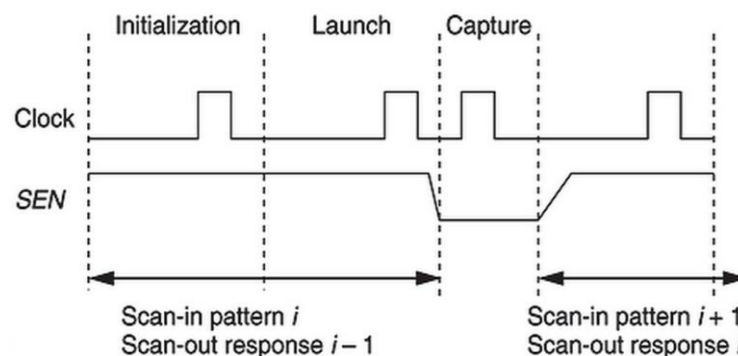 Initialization Launch Capture
Clock
SEN
Scan-in pattern i Scan-in pattern i + 1
Scan-out response i – 1 Scan-out response i